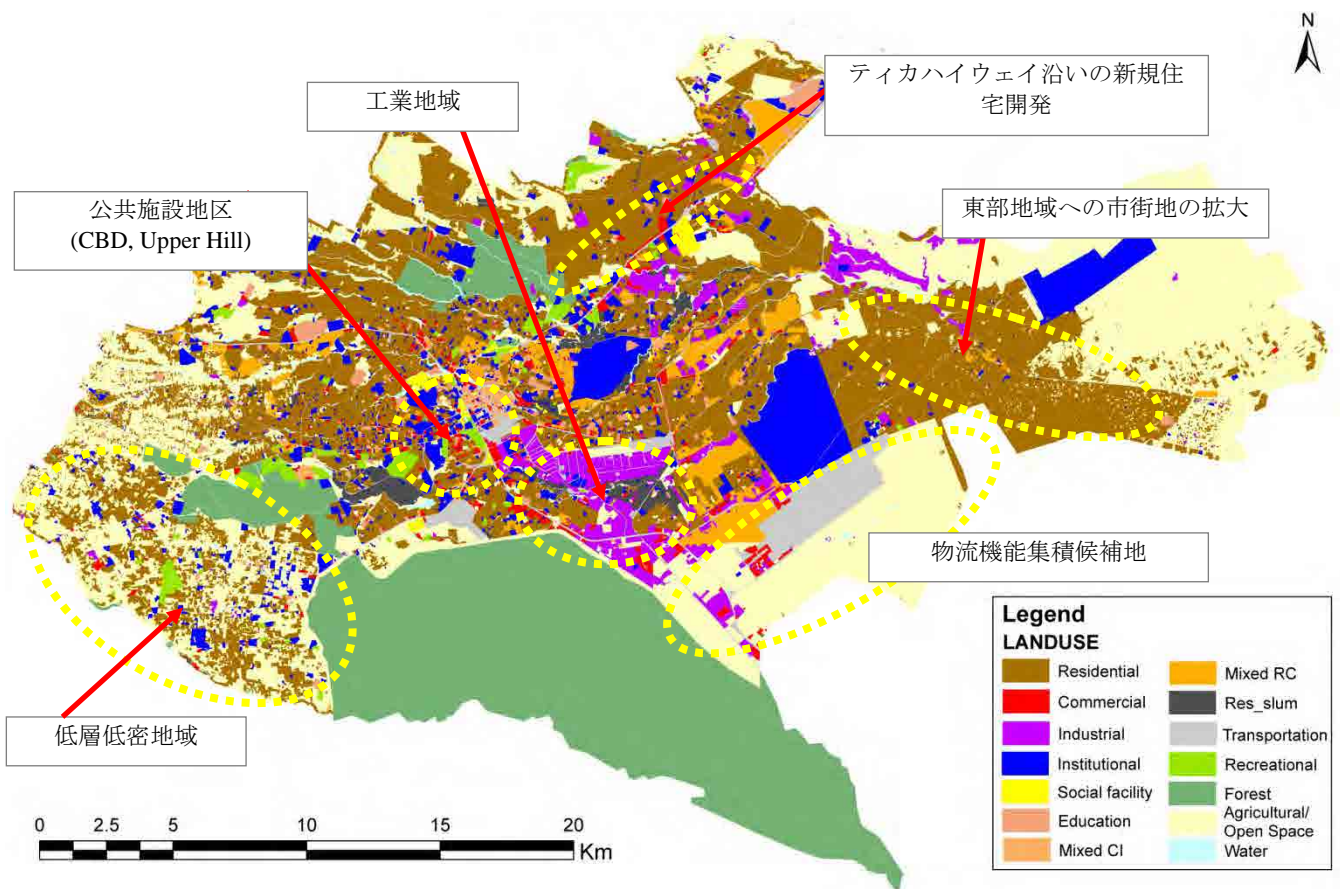 N
ティカハイウェイ沿いの新規住
宅開発
工業地域
公共施設地区
(CBD, Upper Hill)
東部地域への市街地の拡大
物流機能集積候補地
低層低密地域
Legend
LANDUSE
Residential
Commercial
Industrial
Institutional
Social facility
Education
Mixed CI
Mixed RC
Res_slum
Transportation
Recreational
Forest
Agricultural/
Open Space
Water
0 2.5 5 10 15 20
Km